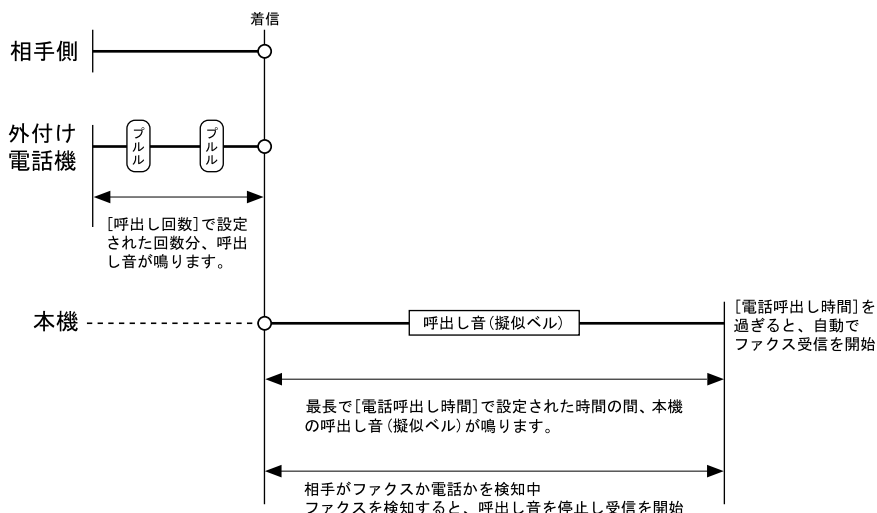 着信
相手側
外付け
電話機
プルル
プルル
[呼出し回数]で設定
された回数分、呼出
し音が鳴ります。
本機
呼出し音(擬似ベル)
[電話呼出し時間]を
過ぎると、自動で
ファクス受信を開始
最長で[電話呼出し時間]で設定された時間の間、本機
の呼出し音(擬似ベル)が鳴ります。
相手がファクスか電話かを検知中
ファクスを検知すると、呼出し音を停止し受信を開始